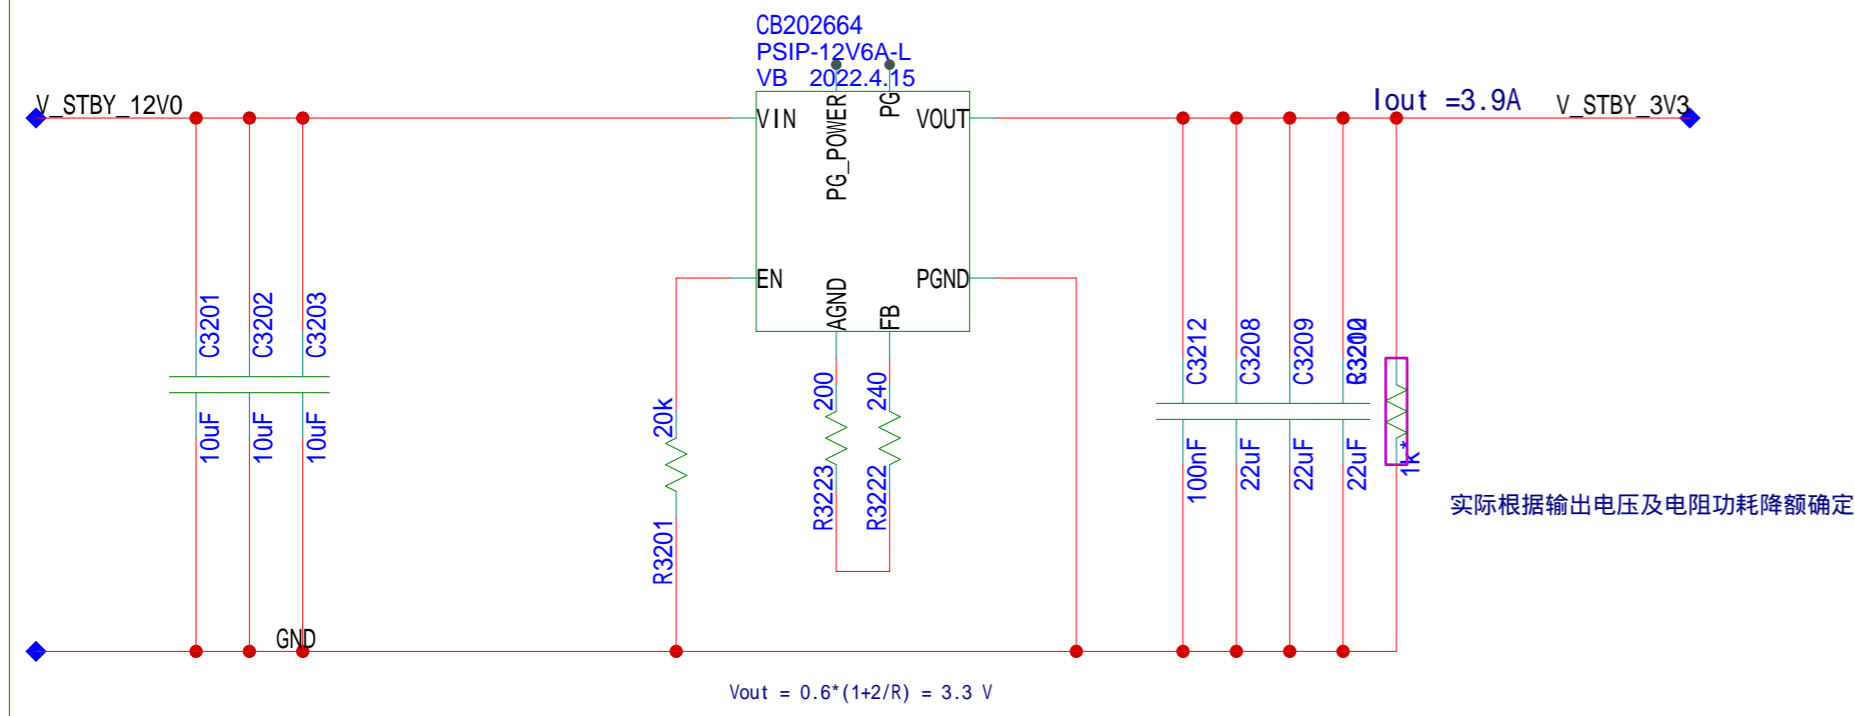 CB202664
PSIP-12V6A-L
VB 2022.4.15
V_STBY_12V0
VIN
PG_POWER
PG
VOUT
Iout =3.9A
V_STBY_3V3
EN
AGND
FB
PGND
C3201
C3202
C3203
10uF
10uF
10uF
20k
R3201
200
R3223
240
R3222
C3212
C3208
C3209
100nF
22uF
22uF
22uF
1k*
实际根据输出电压及电阻功耗降额确定
GND
Vout = 0.6*(1+2/R) = 3.3 V